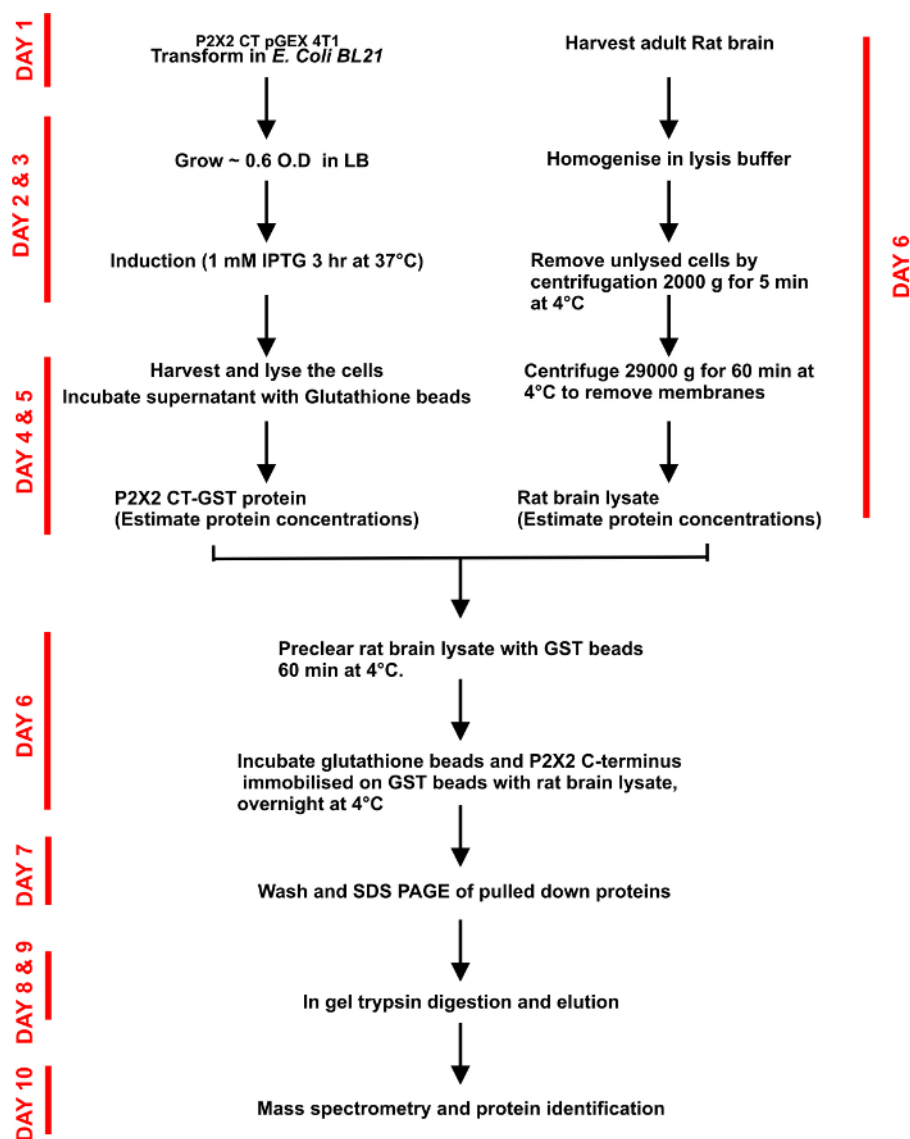 DAY 1
P2X2 CT pGEX 4T1
Transform in E. Coli BL21
Harvest adult Rat brain
DAY 2 & 3
Grow ~ 0.6 O.D in LB
Homogenise in lysis buffer
Induction (1 mM IPTG 3 hr at 37°C)
Remove unlysed cells by
centrifugation 2000 g for 5 min
at 4°C
DAY 6
DAY 4 & 5
Harvest and lyse the cells
Incubate supernatant with Glutathione beads
Centrifuge 29000 g for 60 min at
4°C to remove membranes
P2X2 CT-GST protein
(Estimate protein concentrations)
Rat brain lysate
(Estimate protein concentrations)
DAY 6
Preclear rat brain lysate with GST beads
60 min at 4°C.
Incubate glutathione beads and P2X2 C-terminus
immobilised on GST beads with rat brain lysate,
overnight at 4°C
DAY 7
Wash and SDS PAGE of pulled down proteins
DAY 8 & 9
In gel trypsin digestion and elution
DAY 10
Mass spectrometry and protein identification